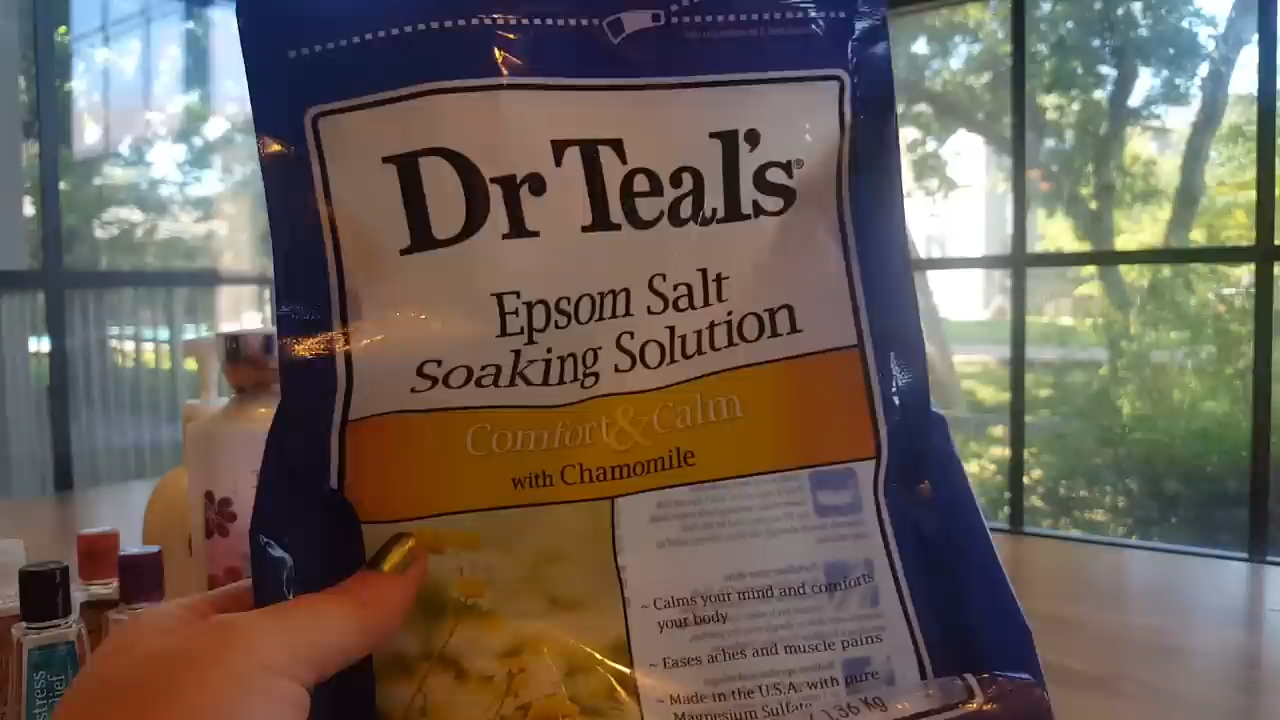 Dr Teal's®
Epsom Salt
Soaking Solution
Comfort & Calm
with Chamomile
~ Calms your mind and comforts
your body
~ Eases aches and muscle pains
~ Made in the U.S.A. with pure
Magnesium Sulfate
1.36 Kg
stress